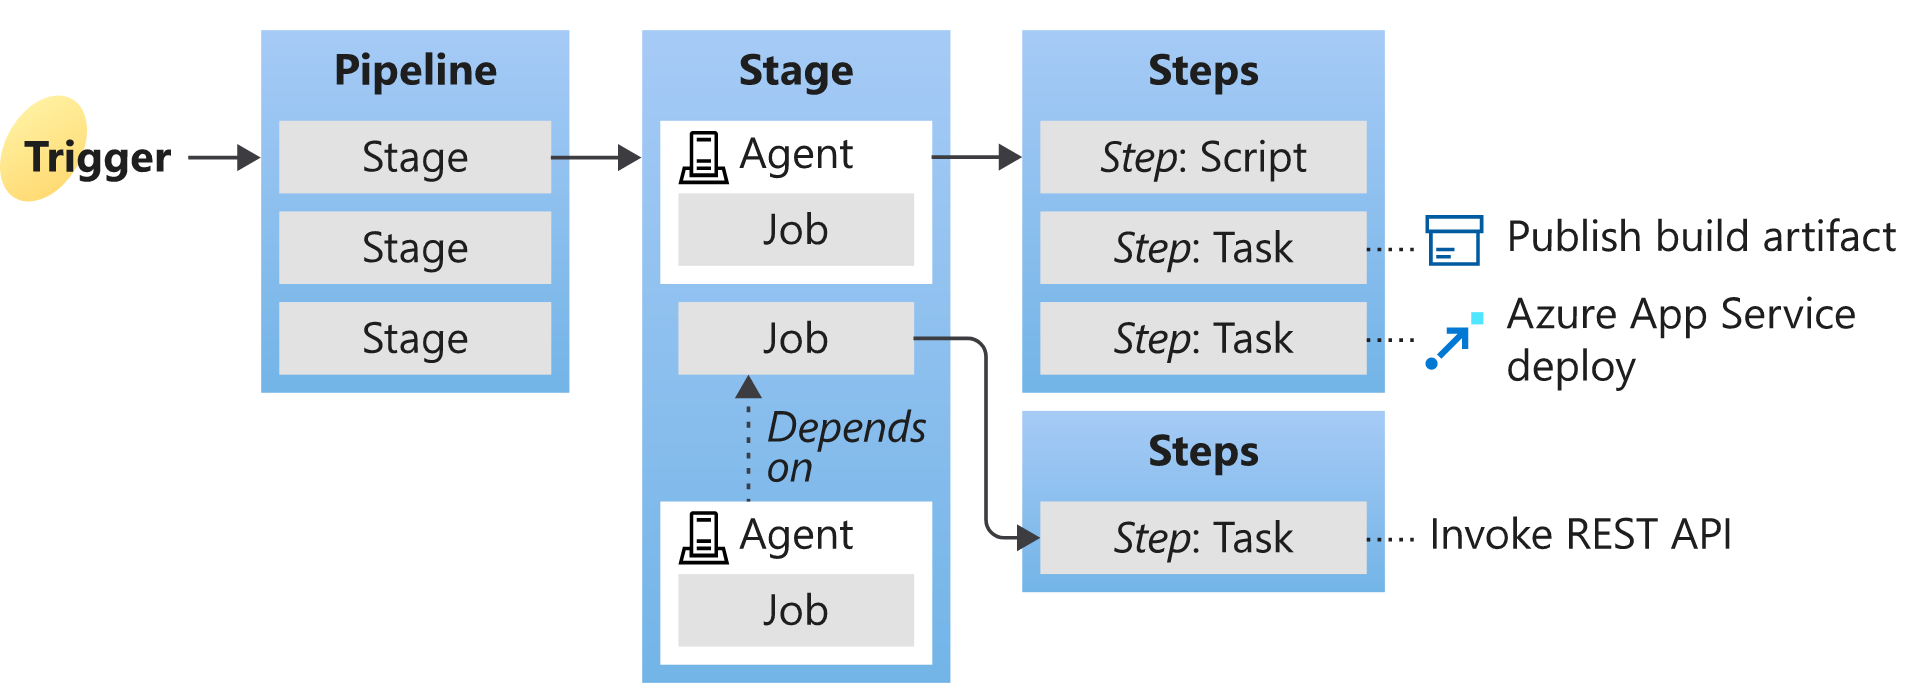 Trigger
Pipeline
Stage
Stage
Stage
Stage
Agent
Job
Job
Depends
on
Agent
Job
Steps
Step: Script
Step: Task
Step: Task
Publish build artifact
Azure App Service
deploy
Steps
Step: Task
Invoke REST API